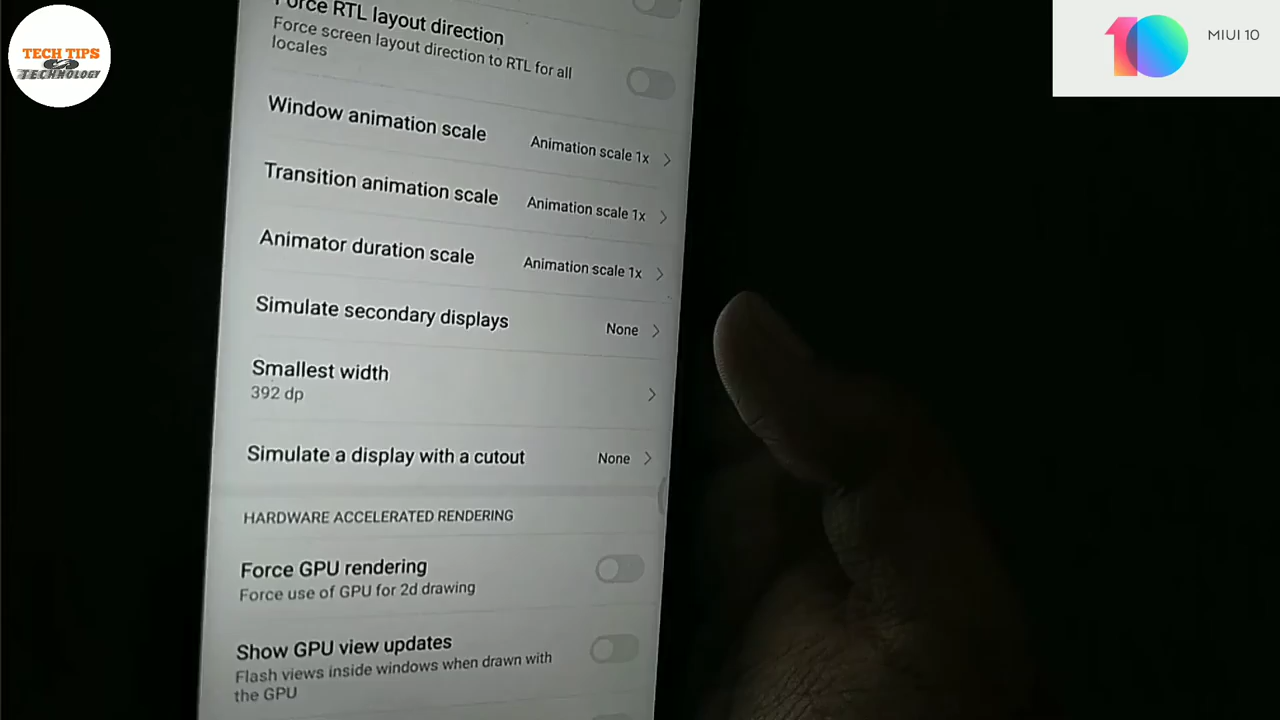 TECH TIPS
TECHNOLOGY
10
MIUI 10
Force RTL layout direction
Force screen layout direction to RTL for all
locales
Window animation scale
Animation scale 1x
Transition animation scale
Animation scale 1x
Animator duration scale
Animation scale 1x
Simulate secondary displays
None
Smallest width
392 dp
Simulate a display with a cutout
None
HARDWARE ACCELERATED RENDERING
Force GPU rendering
Force use of GPU for 2d drawing
Show GPU view updates
Flash views inside windows when drawn with
the GPU